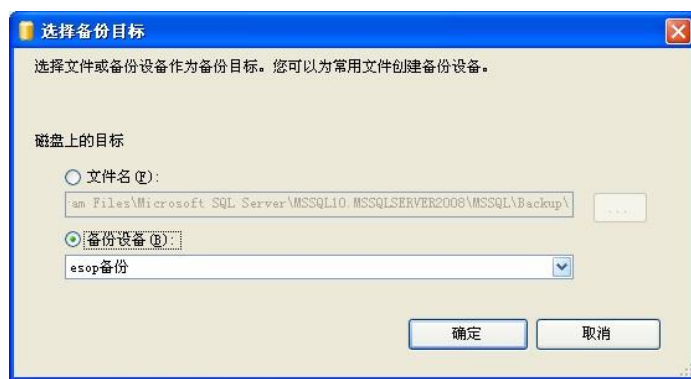 选择备份目标
选择文件或备份设备作为备份目标。您可以为常用文件创建备份设备。
磁盘上的目标
文件名(F):
am Files\Microsoft SQL Server\MSSQL10.MSSQLSERVER2008\MSSQL\Backup\
...
备份设备(B):
esop备份
确定
取消